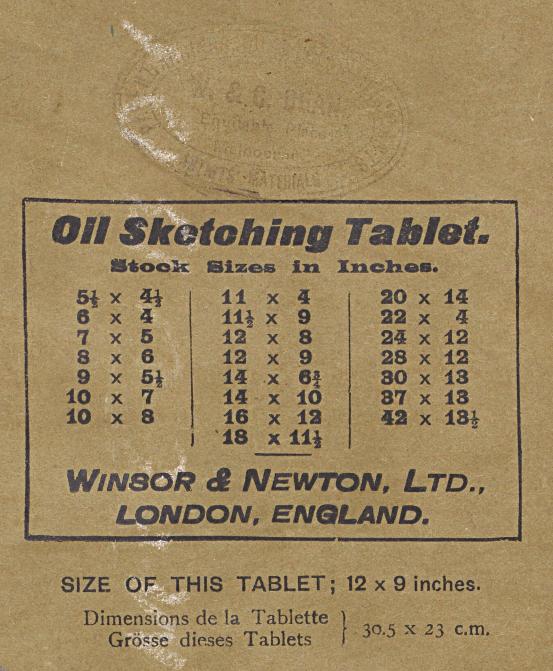 W. & G. DEAN
Equitable Place
MATERIALS
Oil Sketching Tablet.
Stock Sizes in Inches.
5½ x 4½
6 x 4
7 x 5
8 x 6
9 x 5½
10 x 7
10 x 8
11 x 4
11½ x 9
12 x 8
12 x 9
14 x 6¾
14 x 10
16 x 12
18 x 11½
20 x 14
22 x 4
24 x 12
28 x 12
30 x 13
37 x 13
42 x 13½
WINSOR & NEWTON, LTD.,
LONDON, ENGLAND.
SIZE OF THIS TABLET; 12 x 9 inches.
Dimensions de la Tablette
Grösse dieses Tablets } 30.5 x 23 c.m.